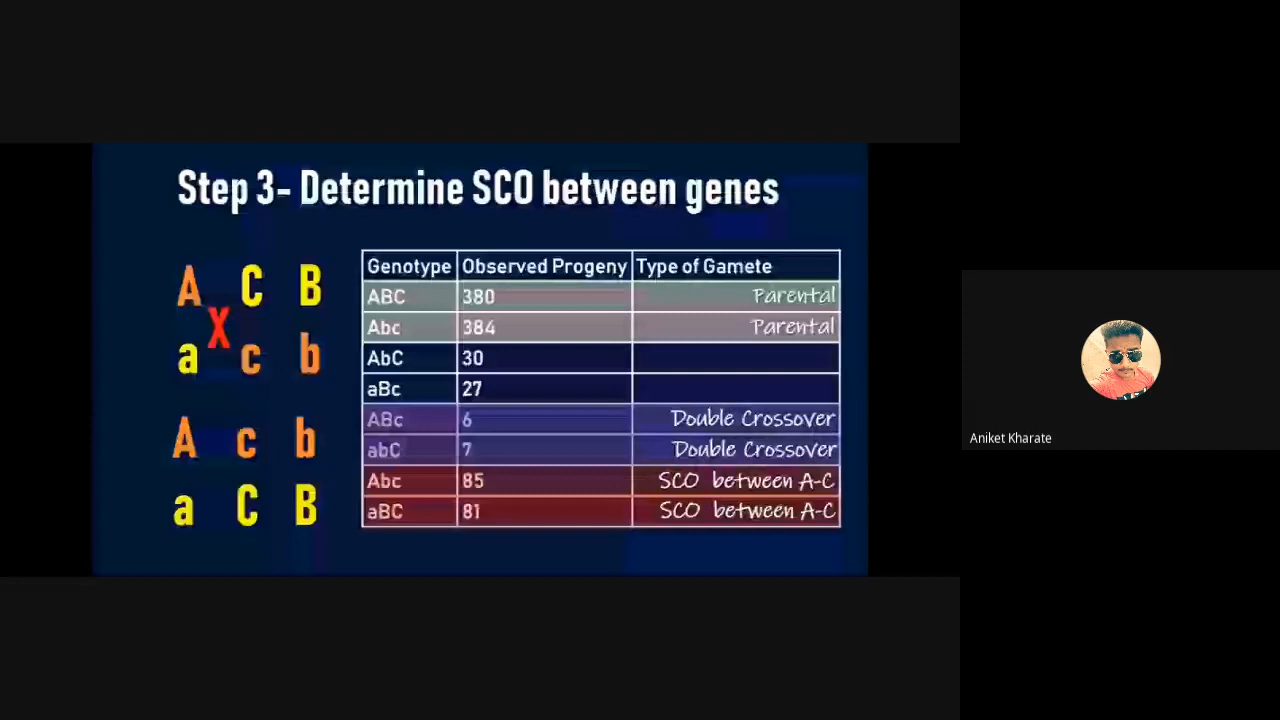 Step 3- Determine SCO between genes
A C B
X
a c b
A c b
a C B
Genotype Observed Progeny Type of Gamete
ABC 380 Parental
Abc 384 Parental
AbC 30
aBc 27
ABc 6 Double Crossover
abC 7 Double Crossover
Abc 85 SCO between A-C
aBC 81 SCO between A-C
Aniket Kharate